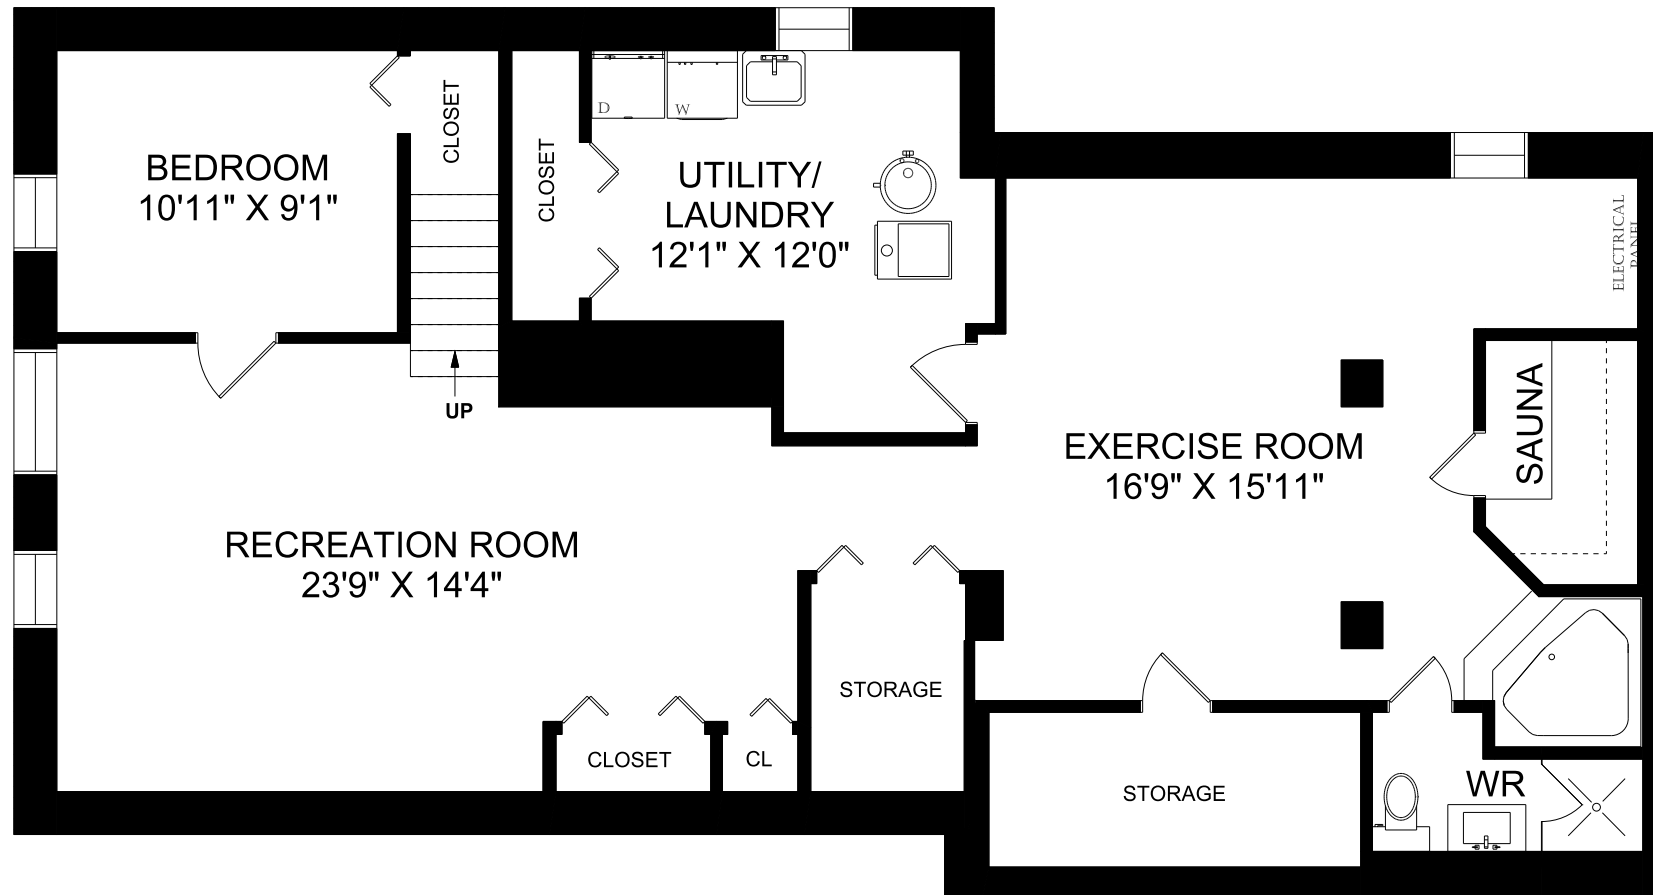 BEDROOM
10'11" X 9'1"
CLOSET
CLOSET
D
W
UTILITY/
LAUNDRY
12'1" X 12'0"
ELECTRICAL
PANEL
UP
SAUNA
EXERCISE ROOM
16'9" X 15'11"
RECREATION ROOM
23'9" X 14'4"
STORAGE
CLOSET
CL
STORAGE
WR